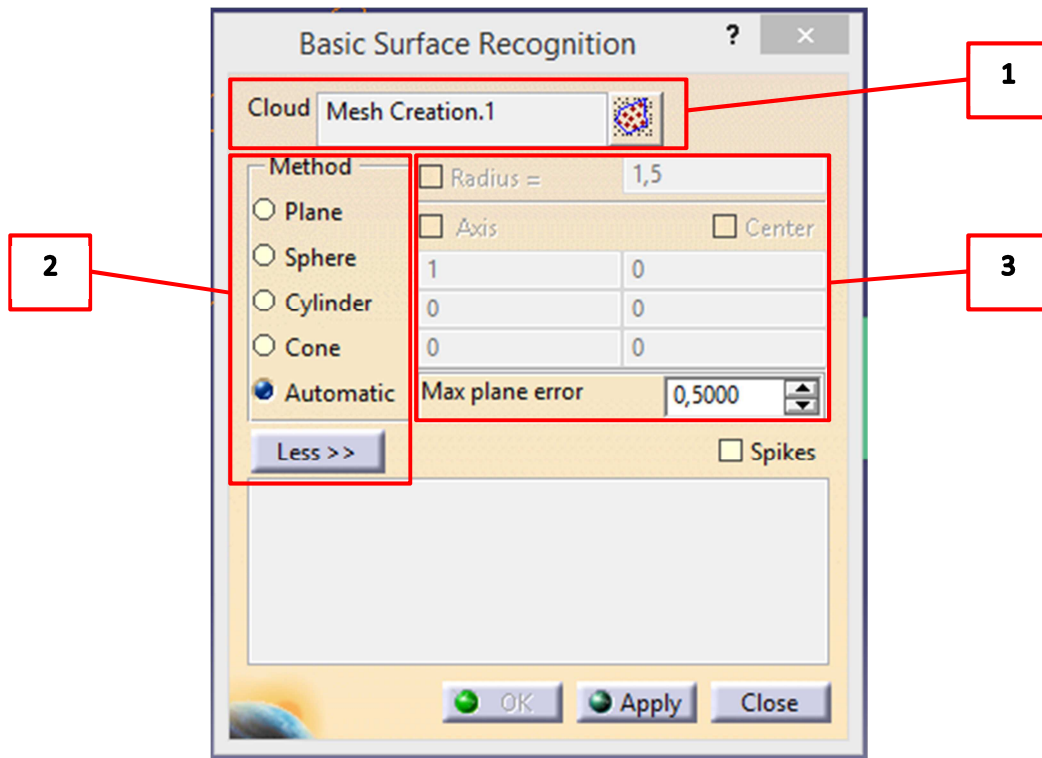 Basic Surface Recognition ? ×
1
Cloud Mesh Creation.1
Method
Radius = 1,5
Plane
Axis Center
2
Sphere
1 0
3
Cylinder
0 0
Cone
0 0
Automatic
Max plane error 0,5000
Less >>
Spikes
OK Apply Close